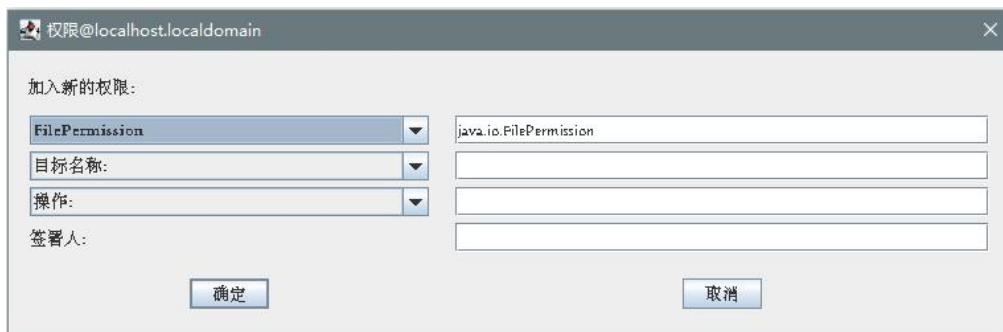 权限@localhost.localdomain
加入新的权限:
FilePermission java.io.FilePermission
目标名称:
操作:
签署人:
确定 取消